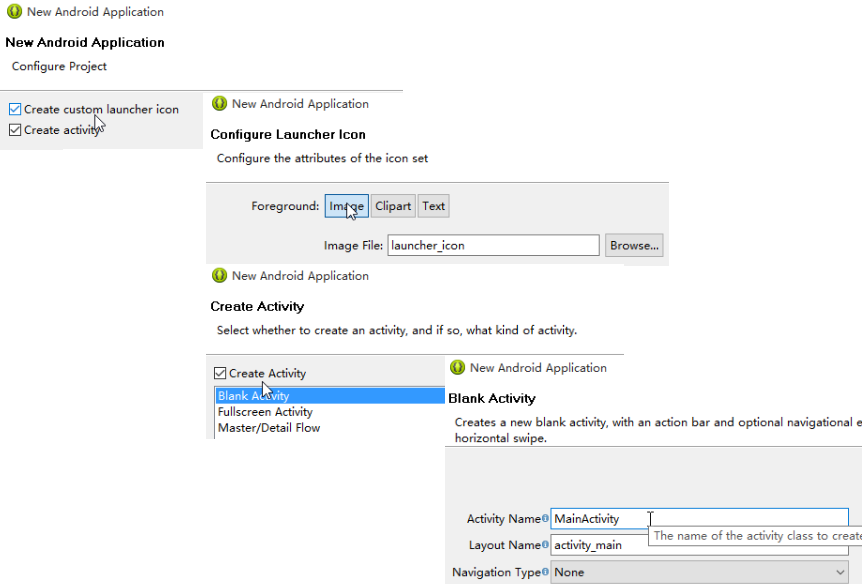 New Android Application
New Android Application
Configure Project
Create custom launcher icon
Create activity
New Android Application
Configure Launcher Icon
Configure the attributes of the icon set
Foreground: Image Clipart Text
Image File: launcher_icon Browse...
New Android Application
Create Activity
Select whether to create an activity, and if so, what kind of activity.
Create Activity
Blank Activity
Fullscreen Activity
Master/Detail Flow
New Android Application
Blank Activity
Creates a new blank activity, with an action bar and optional navigational e
horizontal swipe.
Activity Name MainActivity
The name of the activity class to create
Layout Name activity_main
Navigation Type None